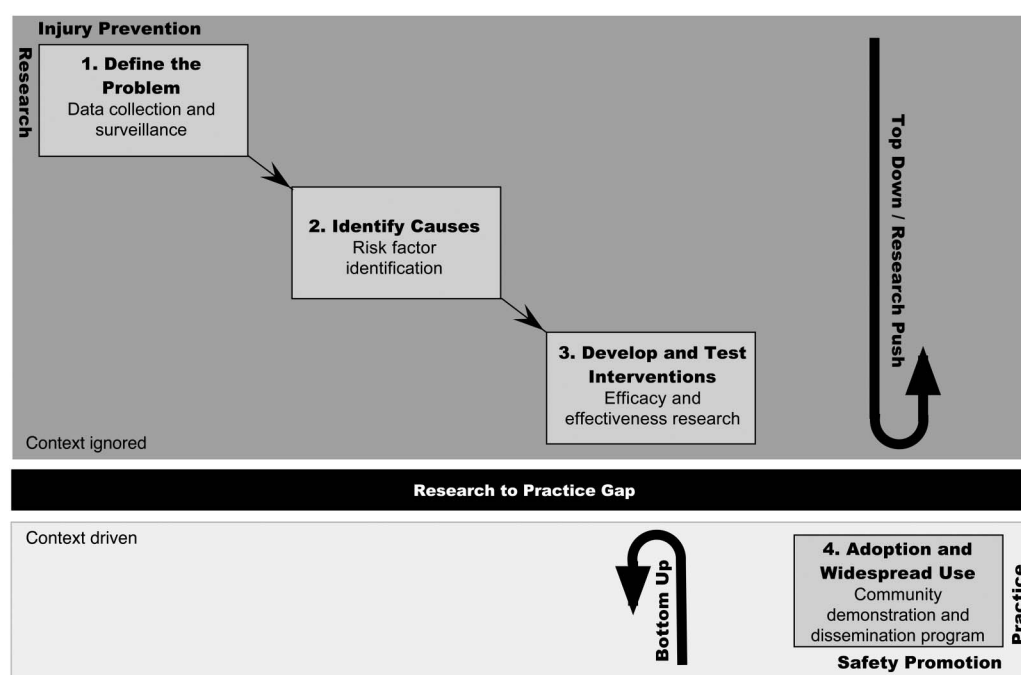 Injury Prevention
Research
1. Define the
Problem
Data collection and
surveillance
2. Identify Causes
Risk factor
identification
3. Develop and Test
Interventions
Efficacy and
effectiveness research
Top Down / Research Push
Context ignored
Research to Practice Gap
Context driven
Bottom Up
4. Adoption and
Widespread Use
Community
demonstration and
dissemination program
Practice
Safety Promotion